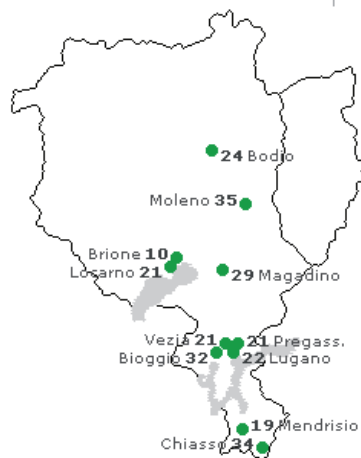 24 Bodio
Moleno 35
Brione 10
Locarno 21
29 Magadino
Vezia 21 21 Pregass.
Bioggio 32 22 Lugano
19 Mendrisio
Chiasso 34